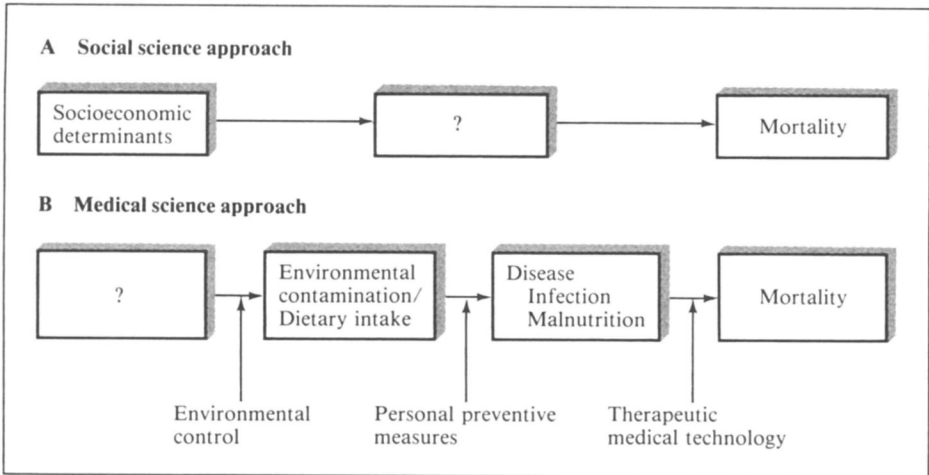 A Social science approach
Socioeconomic
determinants
?
Mortality
B Medical science approach
?
Environmental
contamination/
Dietary intake
Disease
Infection
Malnutrition
Mortality
Environmental
control
Personal preventive
measures
Therapeutic
medical technology